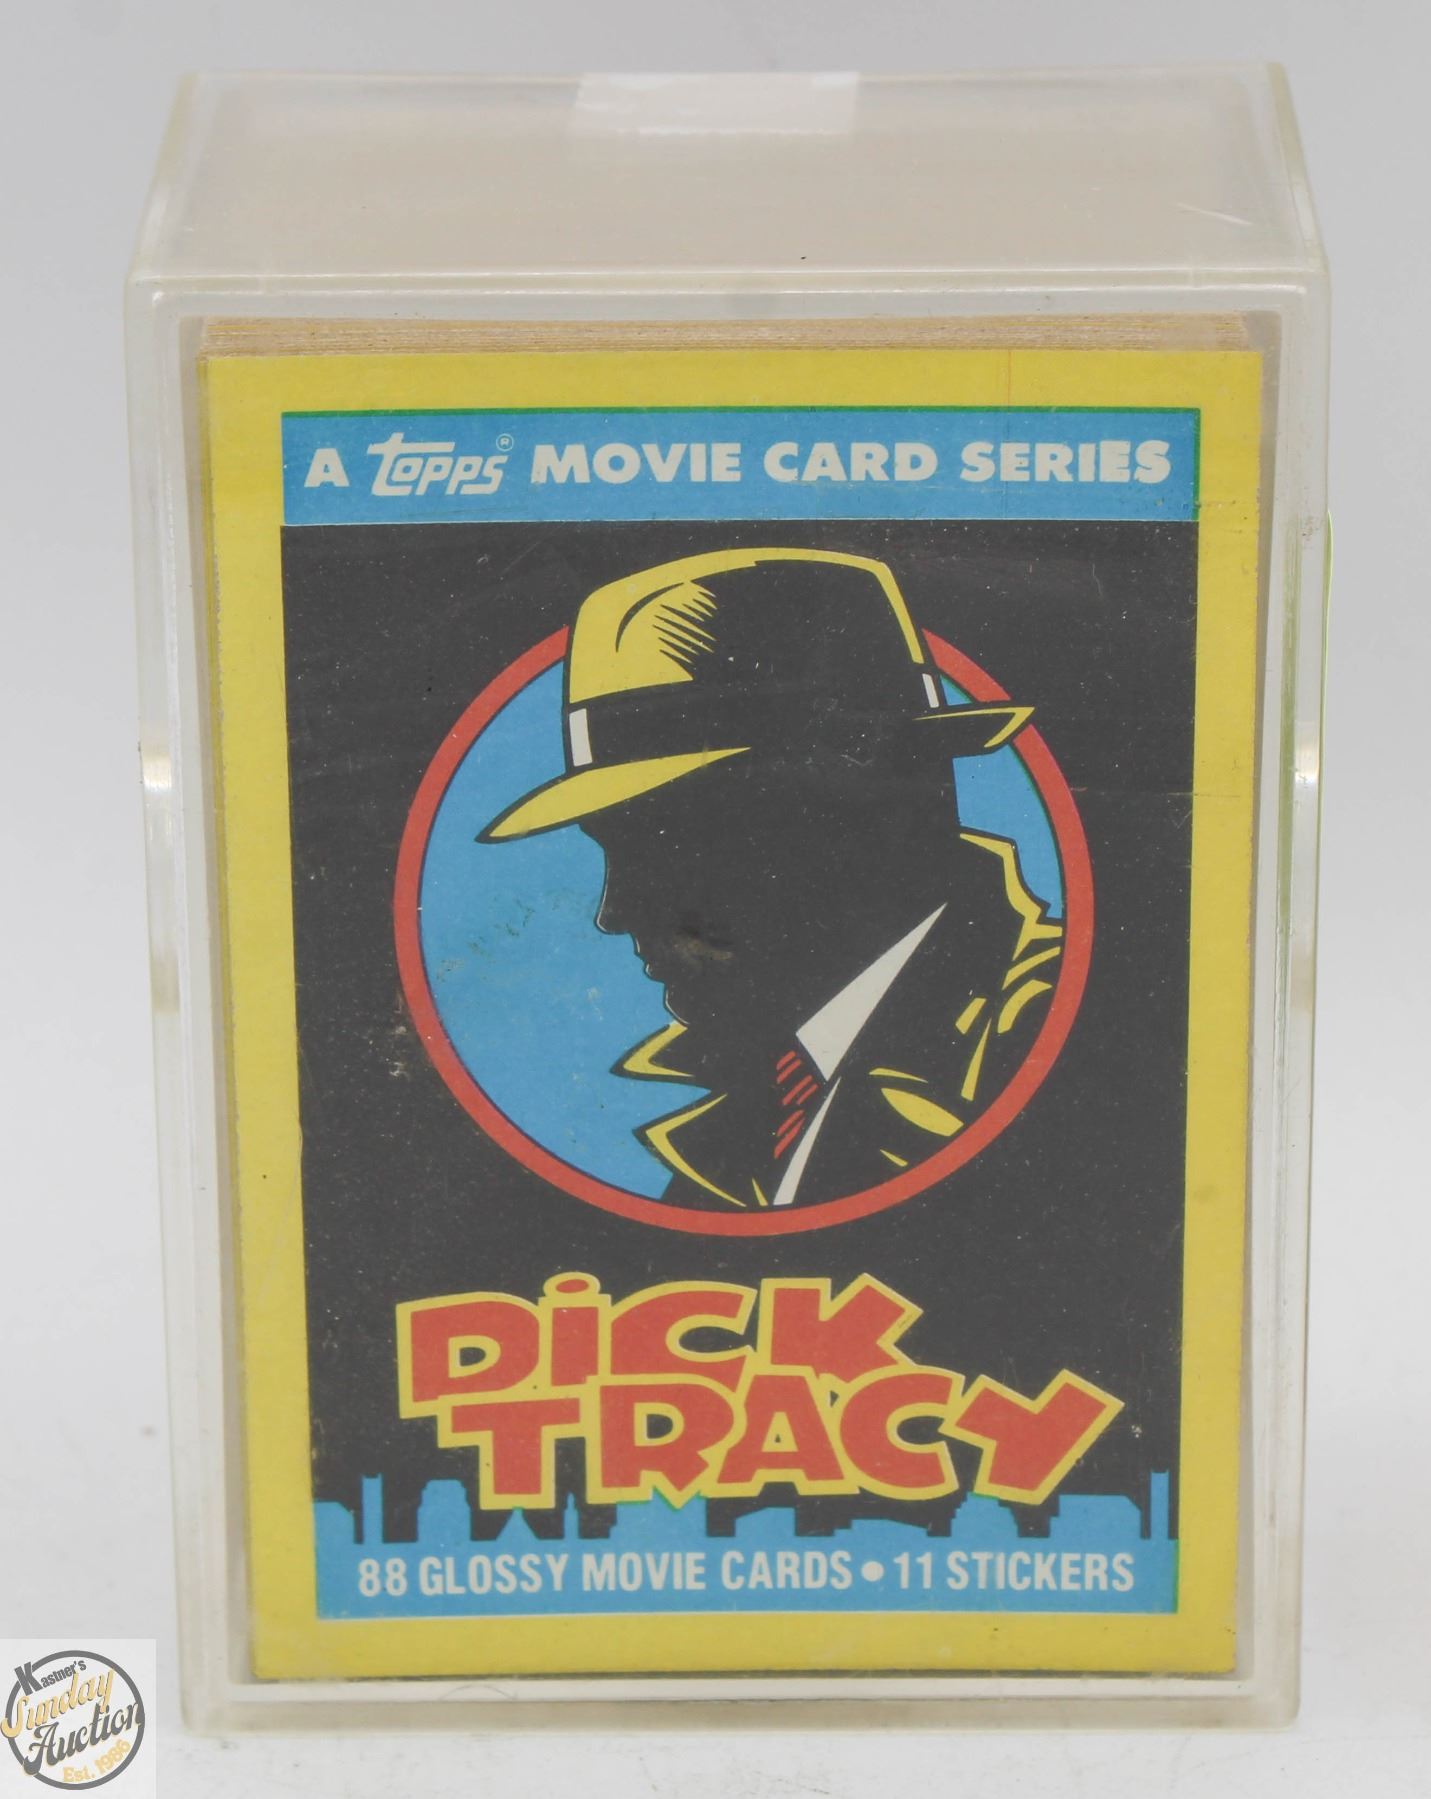 A Topps® MOVIE CARD SERIES
DiCK
TRACY
88 GLOSSY MOVIE CARDS • 11 STICKERS
Kastner's
Sunday
Auction
Est. 1986